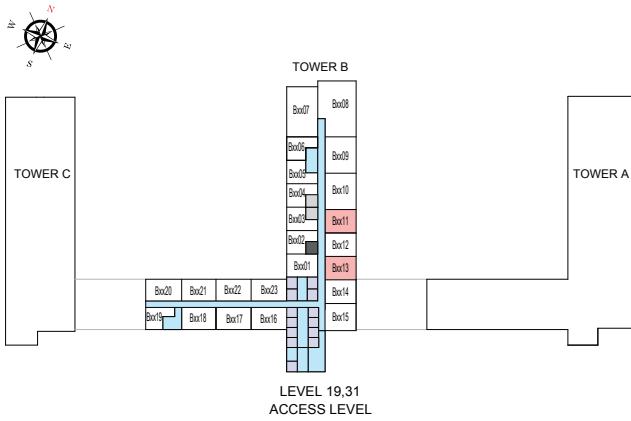 N
W
E
S
TOWER B
Bxx07
Bxx08
Bxx06
Bxx09
Bxx05
TOWER C
TOWER A
Bxx04
Bxx10
Bxx03
Bxx11
Bxx02
Bxx12
Bxx01
Bxx13
Bxx20
Bxx21
Bxx22
Bxx23
Bxx14
Bxx19
Bxx18
Bxx17
Bxx16
Bxx15
LEVEL 19,31
ACCESS LEVEL